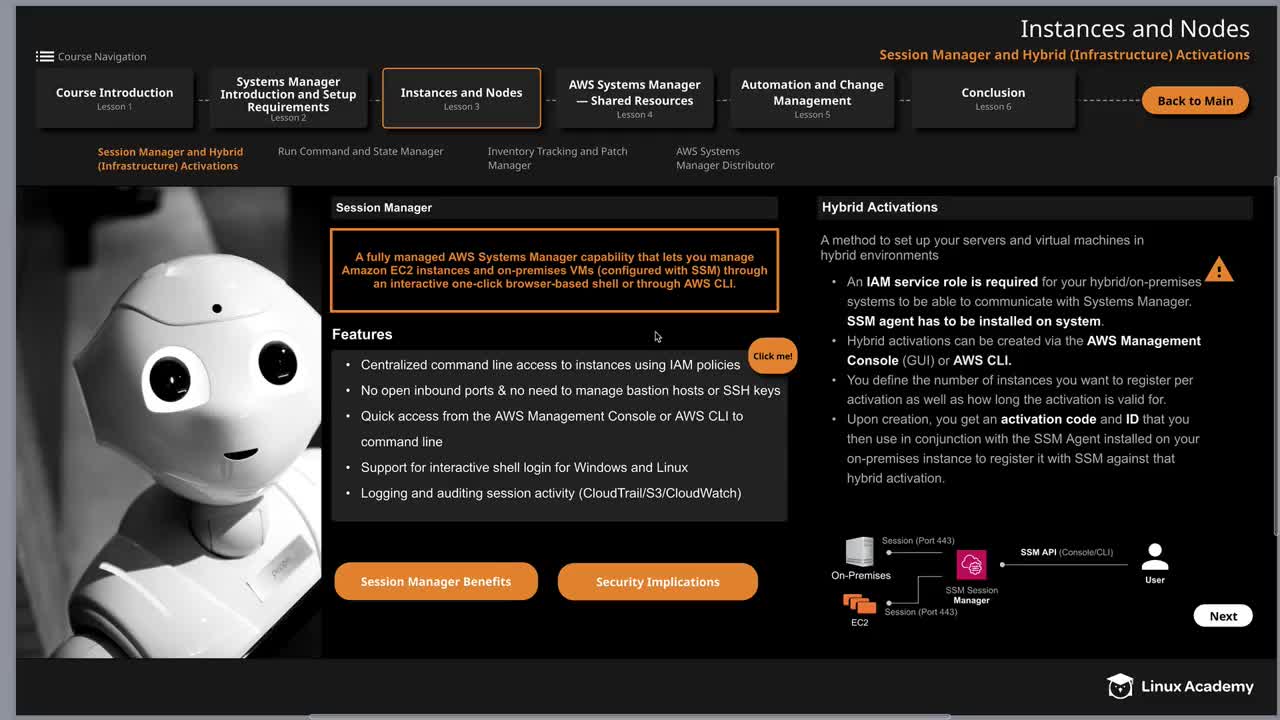 Instances and Nodes
Session Manager and Hybrid (Infrastructure) Activations
Course Navigation
Course Introduction
Lesson 1
Systems Manager
Introduction and Setup
Requirements
Lesson 2
Instances and Nodes
Lesson 3
AWS Systems Manager
— Shared Resources
Lesson 4
Automation and Change
Management
Lesson 5
Conclusion
Lesson 6
Back to Main
Session Manager and Hybrid
(Infrastructure) Activations
Run Command and State Manager
Inventory Tracking and Patch
Manager
AWS Systems
Manager Distributor
Session Manager
A fully managed AWS Systems Manager capability that lets you manage
Amazon EC2 instances and on-premises VMs (configured with SSM) through
an interactive one-click browser-based shell or through AWS CLI.
Features
Click me!
• Centralized command line access to instances using IAM policies
• No open inbound ports & no need to manage bastion hosts or SSH keys
• Quick access from the AWS Management Console or AWS CLI to
command line
• Support for interactive shell login for Windows and Linux
• Logging and auditing session activity (CloudTrail/S3/CloudWatch)
Session Manager Benefits
Security Implications
Hybrid Activations
A method to set up your servers and virtual machines in
hybrid environments
• An IAM service role is required for your hybrid/on-premises
systems to be able to communicate with Systems Manager.
SSM agent has to be installed on system.
• Hybrid activations can be created via the AWS Management
Console (GUI) or AWS CLI.
• You define the number of instances you want to register per
activation as well as how long the activation is valid for.
• Upon creation, you get an activation code and ID that you
then use in conjunction with the SSM Agent installed on your
on-premises instance to register it with SSM against that
hybrid activation.
Session (Port 443)
On-Premises
SSM API (Console/CLI)
User
SSM Session
Manager
Session (Port 443)
EC2
Next
Linux Academy